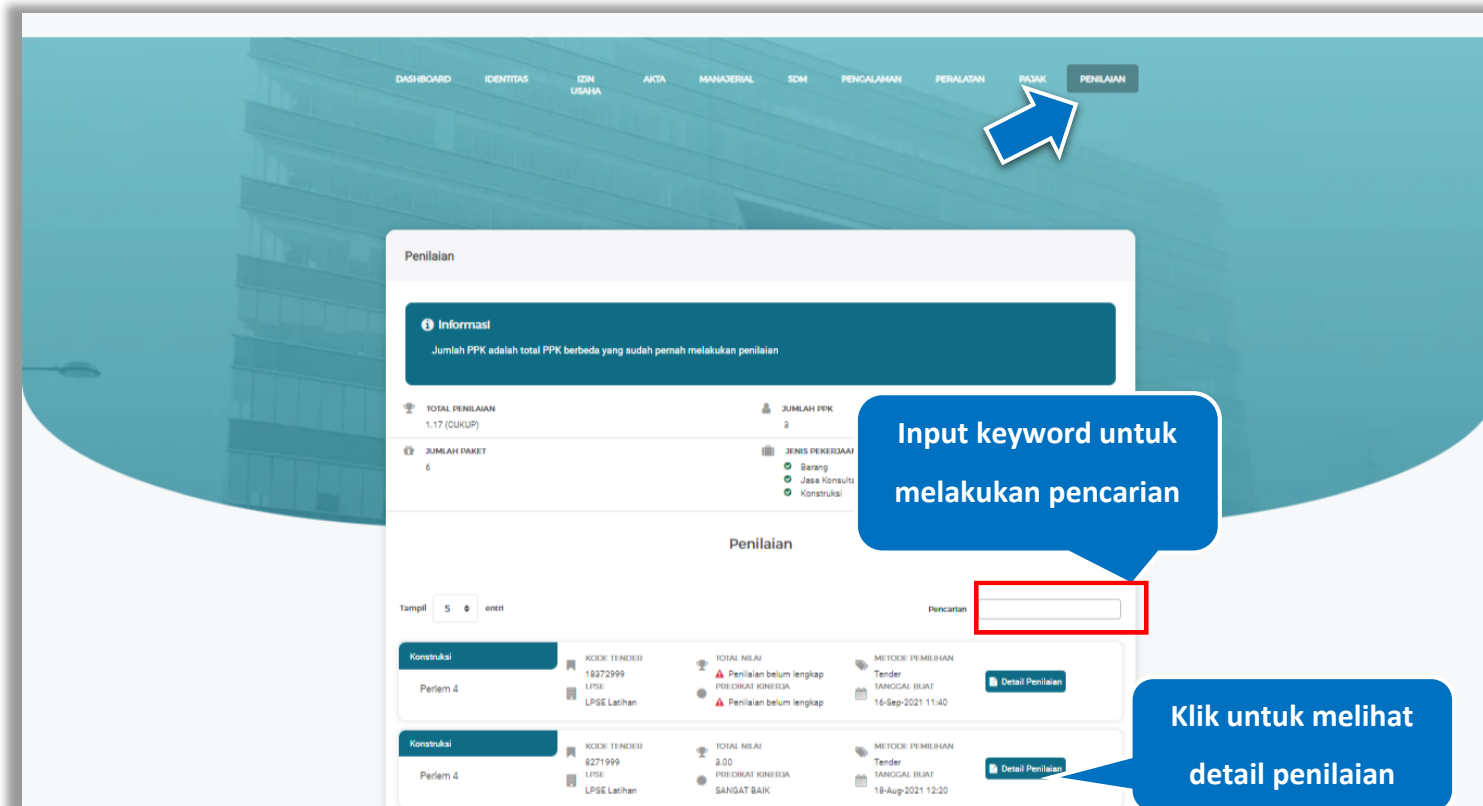 DASHBOARD IDENTITAS IZIN USAHA AKTA MANAJERIAL SDM PENGALAMAN PERALATAN PAJAK PENILAIAN
Penilaian
Informasi
Jumlah PPK adalah total PPK berbeda yang sudah pernah melakukan penilaian
TOTAL PENILAIAN
1.17 (CUKUP)
JUMLAH PPK
3
JUMLAH PAKET
6
JENIS PEKERJAAN
Barang
Jasa Konsulta
Konstruksi
Input keyword untuk
melakukan pencarian
Penilaian
Tampil 5 entri
Pencarian
Konstruksi
Perlem 4
KODE TENDER
18372999
LPSE
LPSE Latihan
TOTAL NILAI
Penilaian belum lengkap
PREDIKAT KINERJA
Penilaian belum lengkap
METODE PEMILIHAN
Tender
TANGGAL BUAT
16-Sep-2021 11:40
Detail Penilaian
Konstruksi
Perlem 4
KODE TENDER
8271999
LPSE
LPSE Latihan
TOTAL NILAI
3.00
PREDIKAT KINERJA
SANGAT BAIK
METODE PEMILIHAN
Tender
TANGGAL BUAT
18-Aug-2021 12:20
Detail Penilaian
Klik untuk melihat
detail penilaian